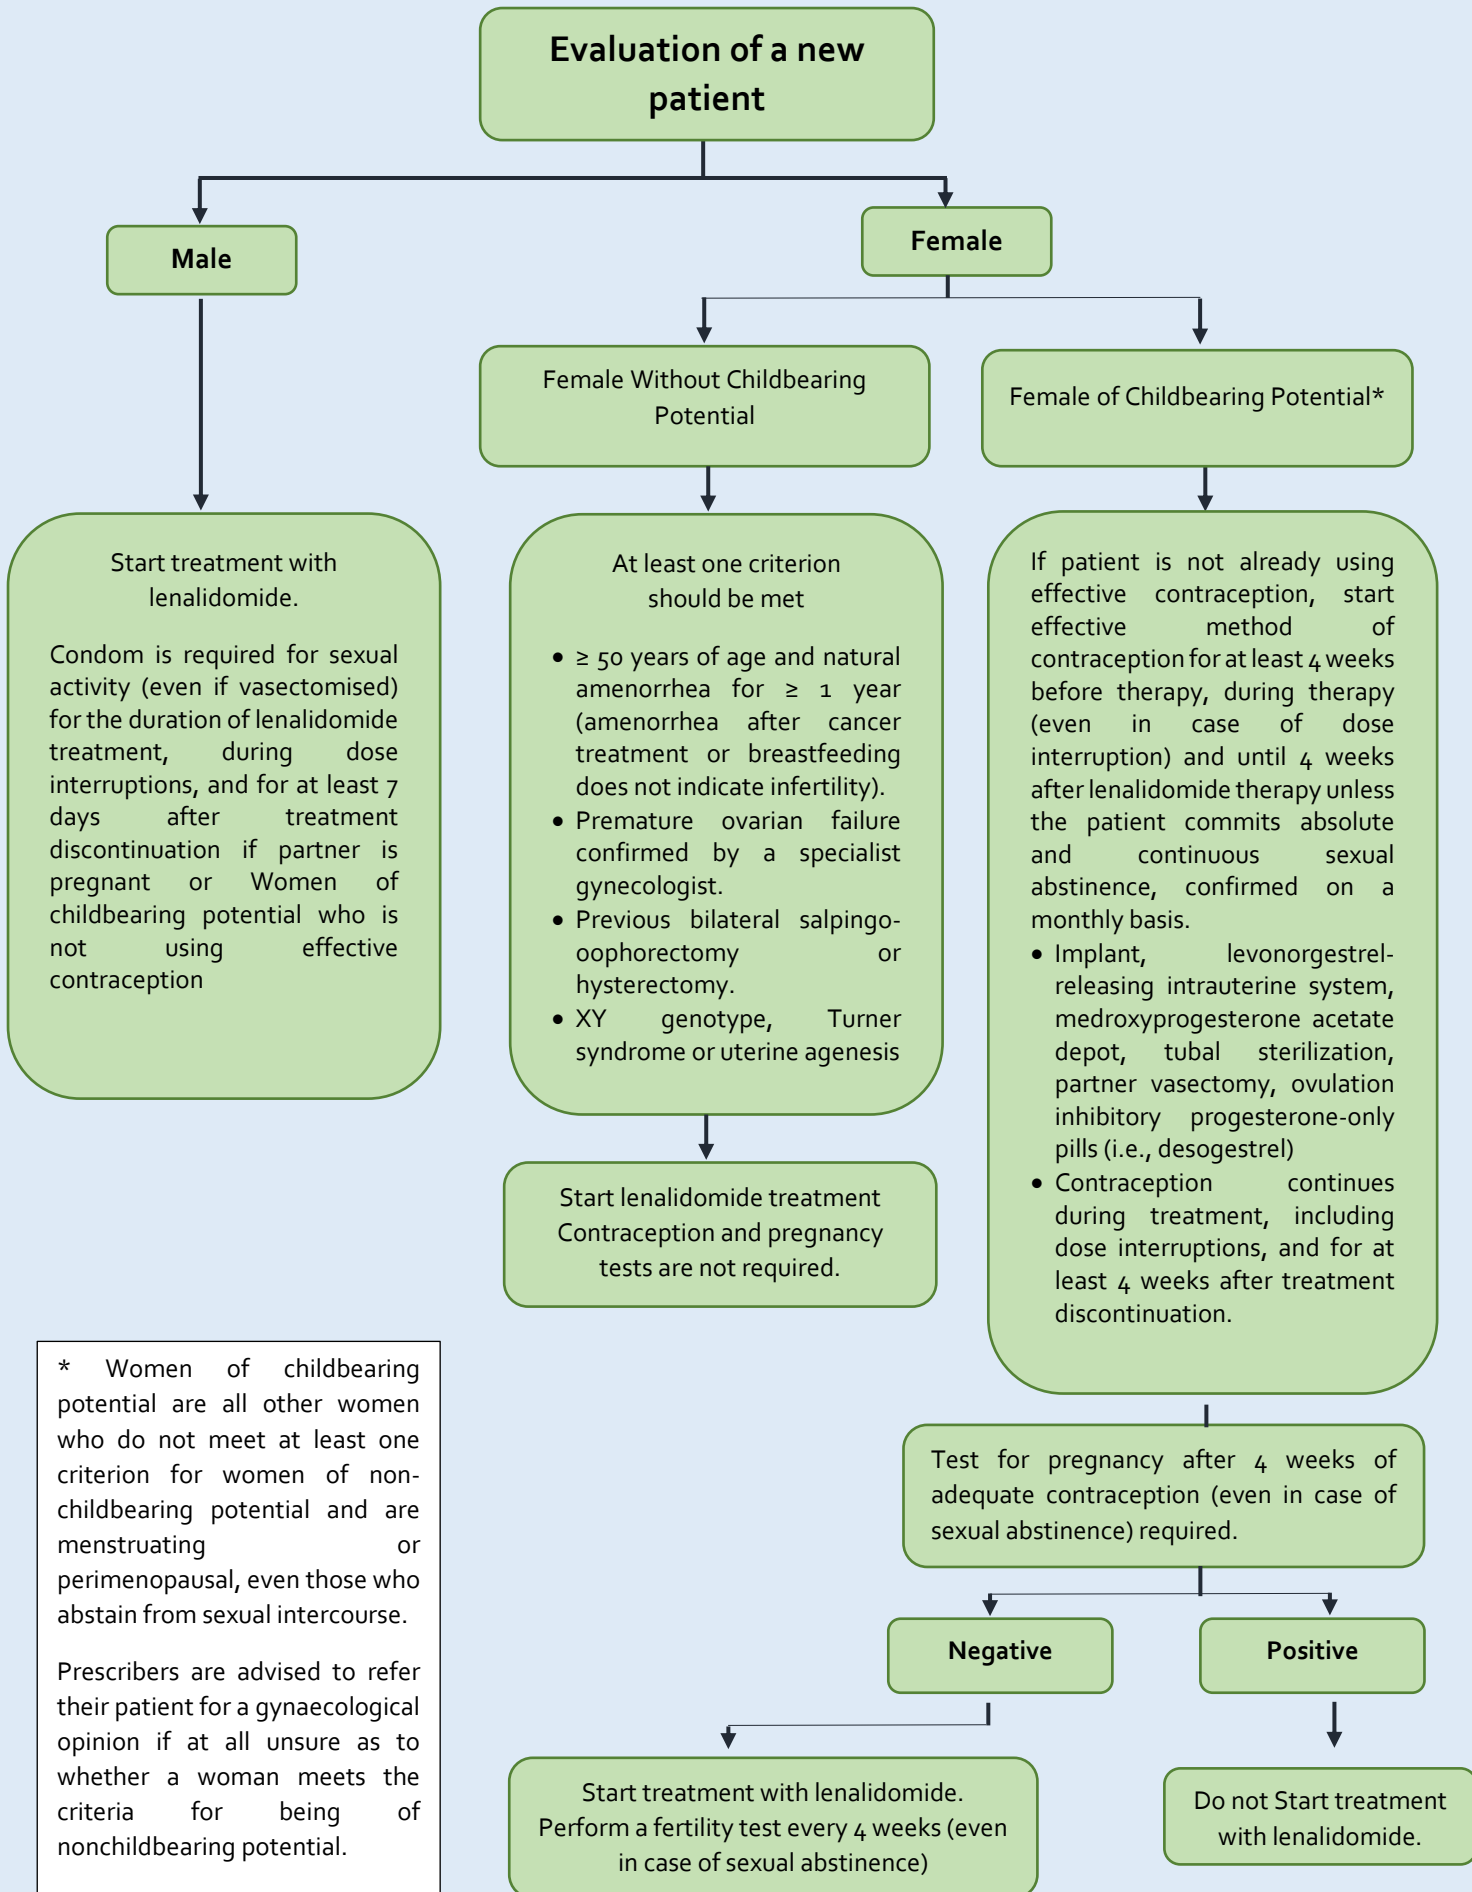 Evaluation of a new
patient
Male
Female
Female Without Childbearing
Potential
Female of Childbearing Potential*
Start treatment with
lenalidomide.
Condom is required for sexual
activity (even if vasectomised)
for the duration of lenalidomide
treatment, during dose
interruptions, and for at least 7
days after treatment
discontinuation if partner is
pregnant or Women of
childbearing potential who is
not using effective
contraception
At least one criterion
should be met
• ≥ 50 years of age and natural
amenorrhea for ≥ 1 year
(amenorrhea after cancer
treatment or breastfeeding
does not indicate infertility).
• Premature ovarian failure
confirmed by a specialist
gynecologist.
• Previous bilateral salpingo-
oophorectomy or
hysterectomy.
• XY genotype, Turner
syndrome or uterine agenesis
Start lenalidomide treatment
Contraception and pregnancy
tests are not required.
If patient is not already using
effective contraception, start
effective method of
contraception for at least 4 weeks
before therapy, during therapy
(even in case of dose
interruption) and until 4 weeks
after lenalidomide therapy unless
the patient commits absolute
and continuous sexual
abstinence, confirmed on a
monthly basis.
• Implant, levonorgestrel-
releasing intrauterine system,
medroxyprogesterone acetate
depot, tubal sterilization,
partner vasectomy, ovulation
inhibitory progesterone-only
pills (i.e., desogestrel)
• Contraception continues
during treatment, including
dose interruptions, and for at
least 4 weeks after treatment
discontinuation.
Test for pregnancy after 4 weeks of
adequate contraception (even in case of
sexual abstinence) required.
Negative
Positive
Start treatment with lenalidomide.
Perform a fertility test every 4 weeks (even
in case of sexual abstinence)
Do not Start treatment
with lenalidomide.
* Women of childbearing
potential are all other women
who do not meet at least one
criterion for women of non-
childbearing potential and are
menstruating or
perimenopausal, even those who
abstain from sexual intercourse.
Prescribers are advised to refer
their patient for a gynaecological
opinion if at all unsure as to
whether a woman meets the
criteria for being of
nonchildbearing potential.